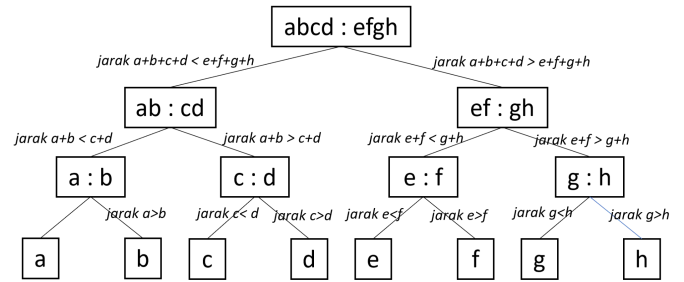 abcd : efgh
jarak a+b+c+d < e+f+g+h
jarak a+b+c+d > e+f+g+h
ab : cd
ef : gh
jarak a+b < c+d
jarak a+b > c+d
jarak e+f < g+h
jarak e+f > g+h
a : b
c : d
e : f
g : h
jarak a>b
jarak c< d
jarak c>d
jarak e<f
jarak e>f
jarak g<h
jarak g>h
a
b
c
d
e
f
g
h